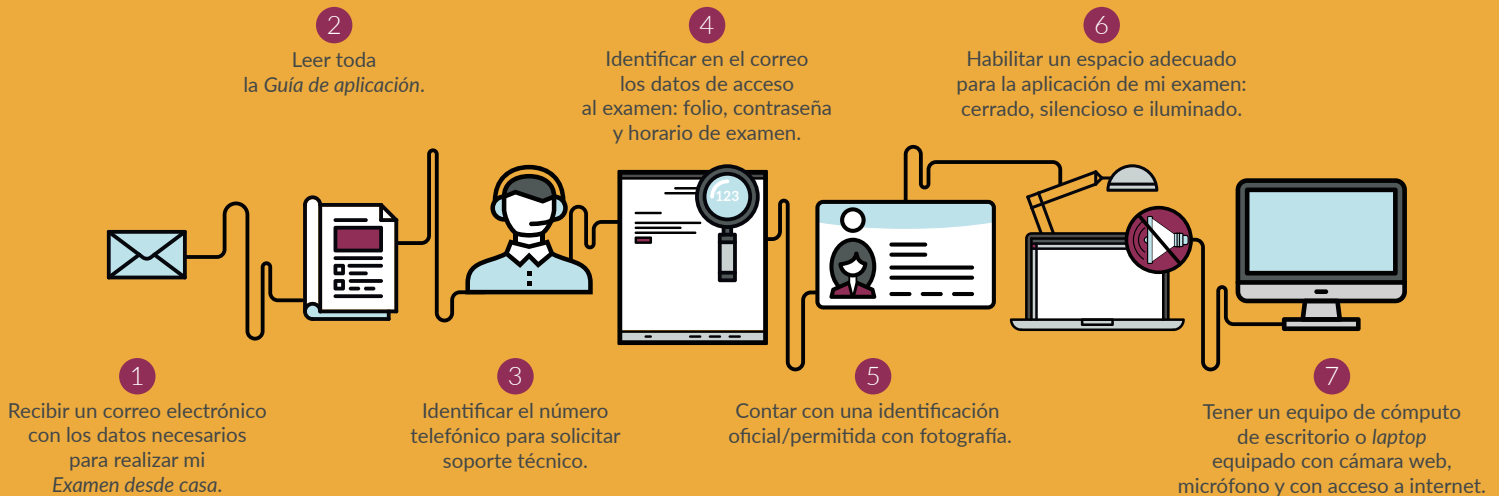 1
Recibir un correo electrónico
con los datos necesarios
para realizar mi
Examen desde casa.
2
Leer toda
la Guía de aplicación.
3
Identificar el número
telefónico para solicitar
soporte técnico.
4
Identificar en el correo
los datos de acceso
al examen: folio, contraseña
y horario de examen.
123
5
Contar con una identificación
oficial/permitida con fotografía.
6
Habilitar un espacio adecuado
para la aplicación de mi examen:
cerrado, silencioso e iluminado.
7
Tener un equipo de cómputo
de escritorio o laptop
equipado con cámara web,
micrófono y con acceso a internet.